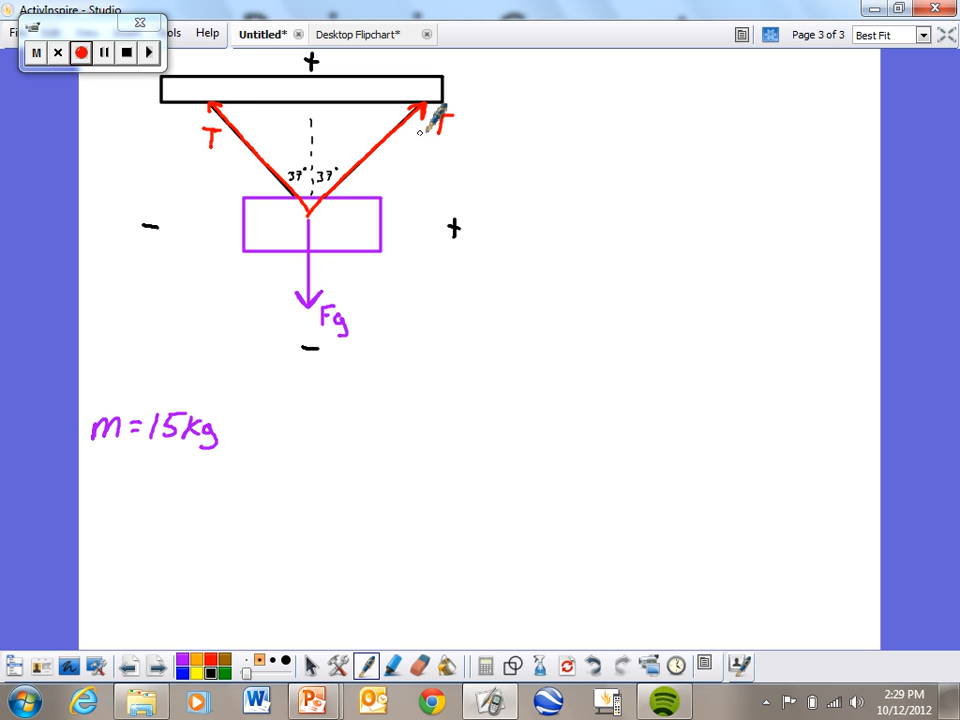 ActivInspire - Studio
Help
Untitled*
Desktop Flipchart*
Page 3 of 3
Best Fit
M
+
T
T
37° 37°
- +
Fg
-
m=15kg
2:29 PM
10/12/2012